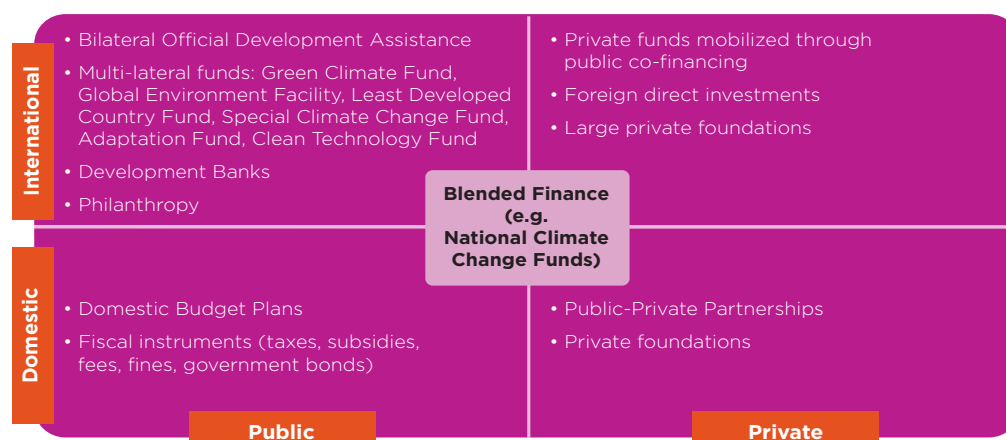 International
• Bilateral Official Development Assistance
• Multi-lateral funds: Green Climate Fund,
Global Environment Facility, Least Developed
Country Fund, Special Climate Change Fund,
Adaptation Fund, Clean Technology Fund
• Development Banks
• Philanthropy
• Private funds mobilized through
public co-financing
• Foreign direct investments
• Large private foundations
Blended Finance
(e.g.
National Climate
Change Funds)
Domestic
• Domestic Budget Plans
• Fiscal instruments (taxes, subsidies,
fees, fines, government bonds)
• Public-Private Partnerships
• Private foundations
Public
Private